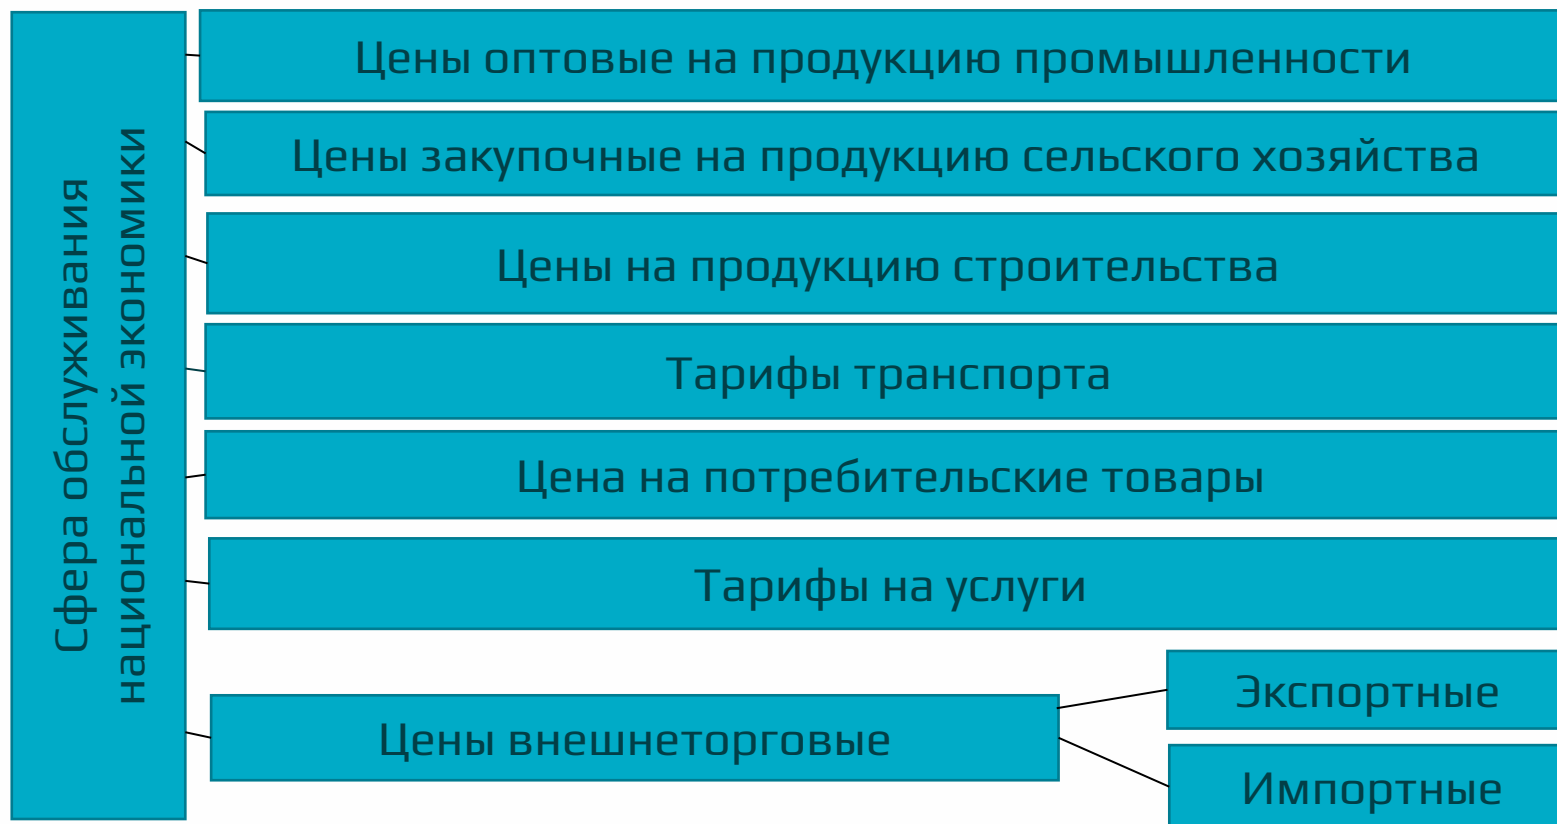 Сфера обслуживания
национальной экономики
Цены оптовые на продукцию промышленности
Цены закупочные на продукцию сельского хозяйства
Цены на продукцию строительства
Тарифы транспорта
Цена на потребительские товары
Тарифы на услуги
Цены внешнеторговые
Экспортные
Импортные